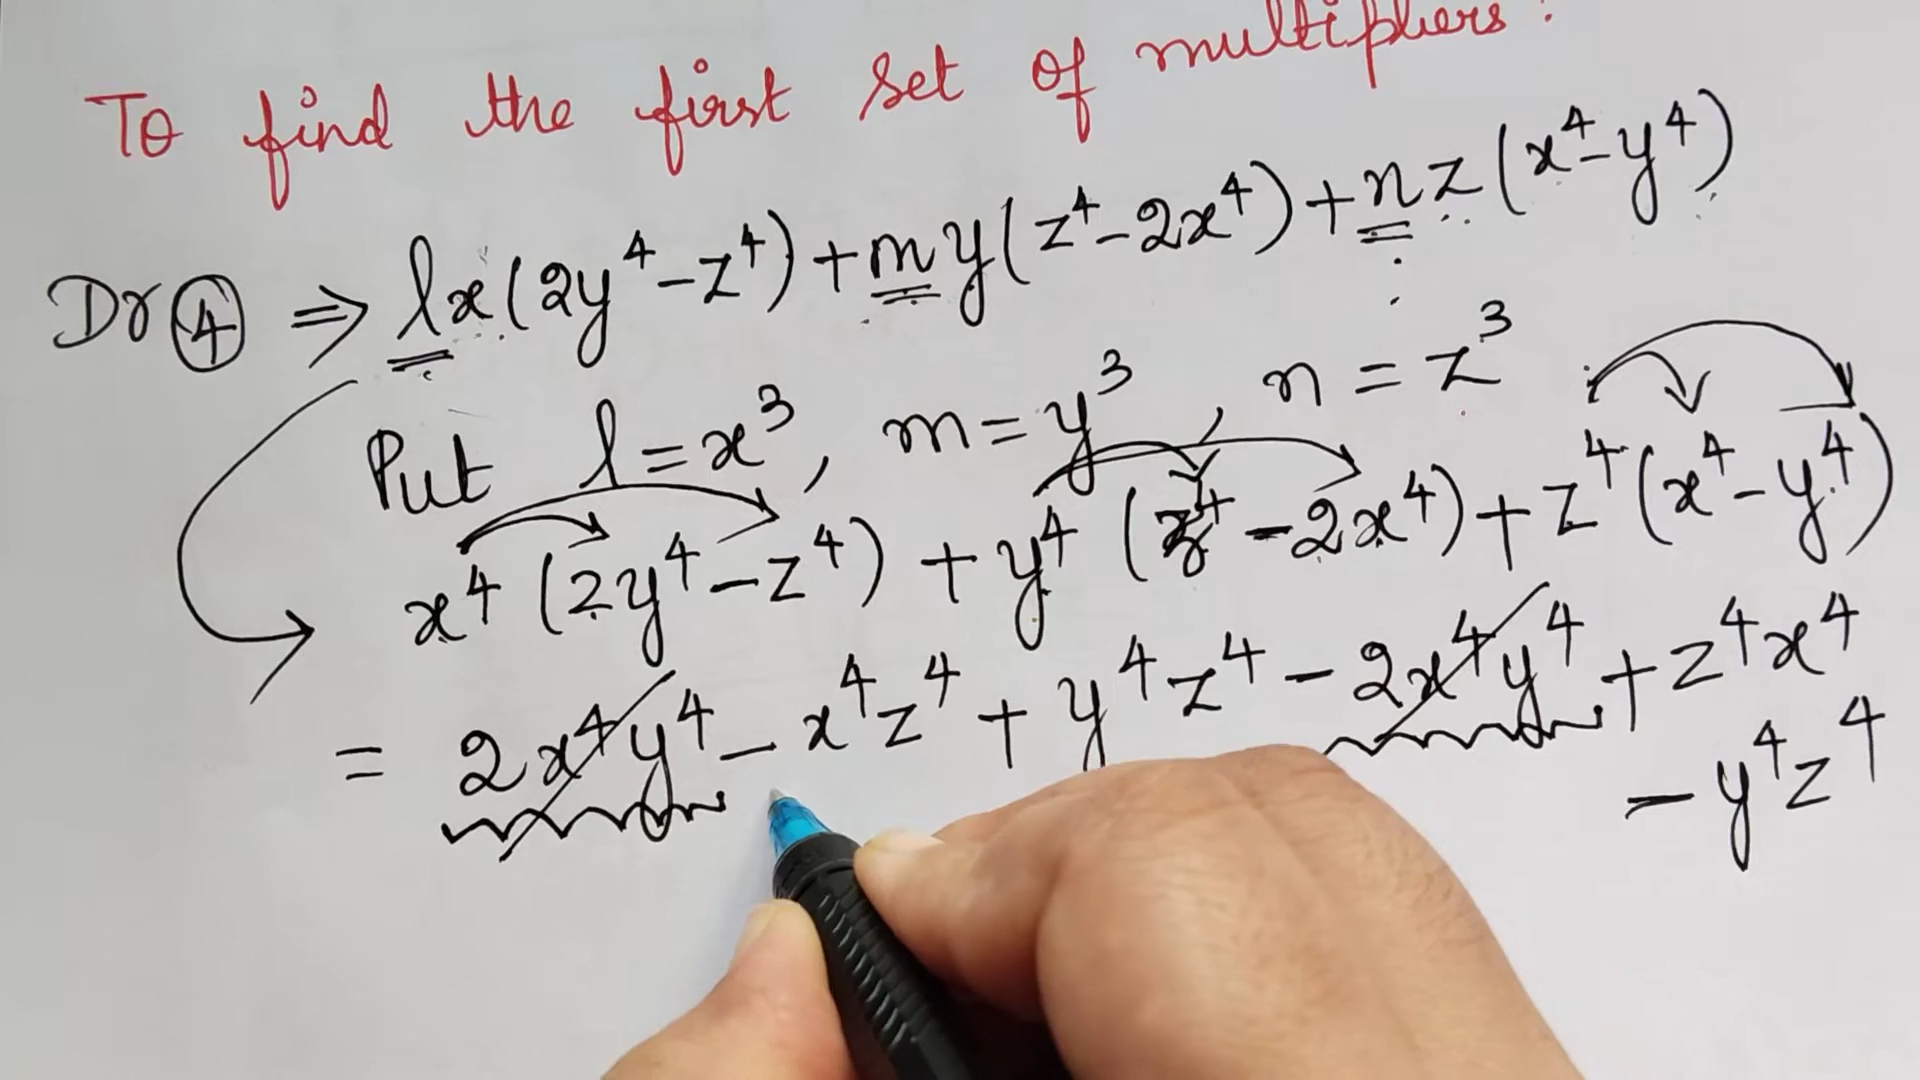 To find the first set of multipliers:
Dr ④ ⇒ lx(2y⁴-z⁴)+my(z⁴-2x⁴)+nz(x⁴-y⁴)
Put l=x³, m=y³, n=z³
x⁴(2y⁴-z⁴)+y⁴(z⁴-2x⁴)+z⁴(x⁴-y⁴)
= 2x⁴y⁴-x⁴z⁴+y⁴z⁴-2x⁴y⁴+z⁴x⁴
-y⁴z⁴